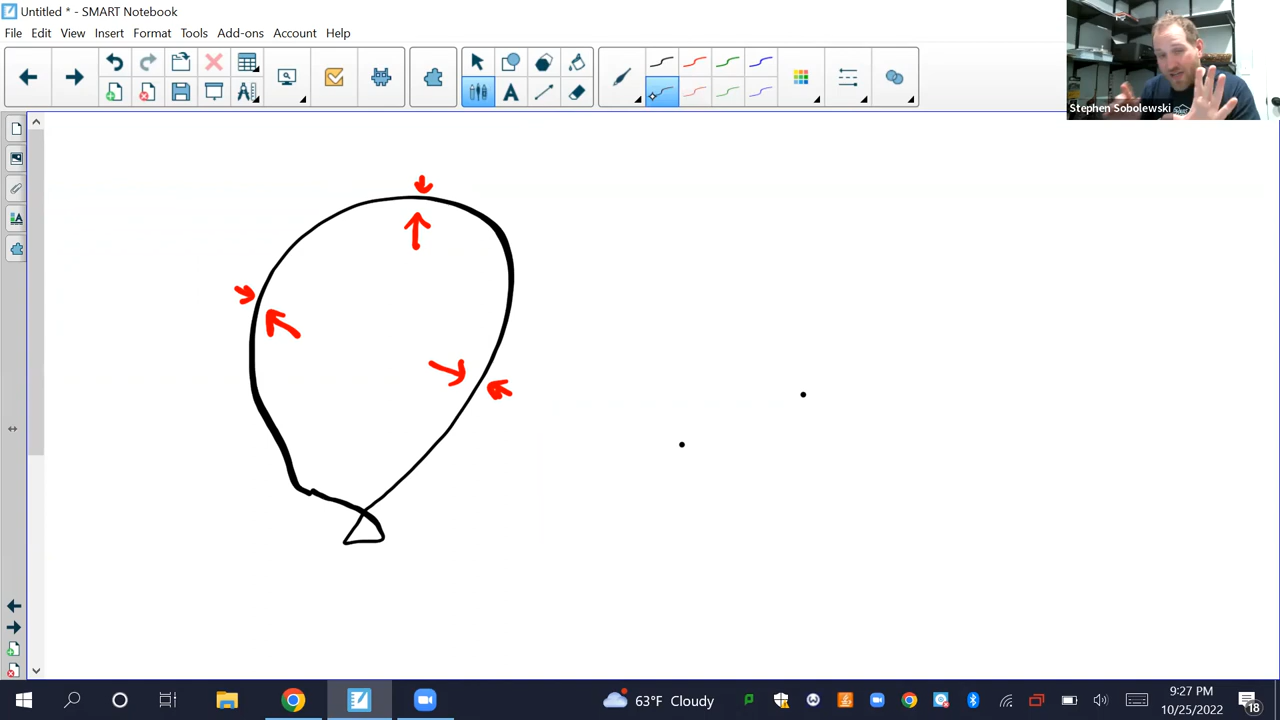 Untitled * - SMART Notebook
File Edit View Insert Format Tools Add-ons Account Help
Stephen Sobolewski
63°F Cloudy
9:27 PM
10/25/2022
18